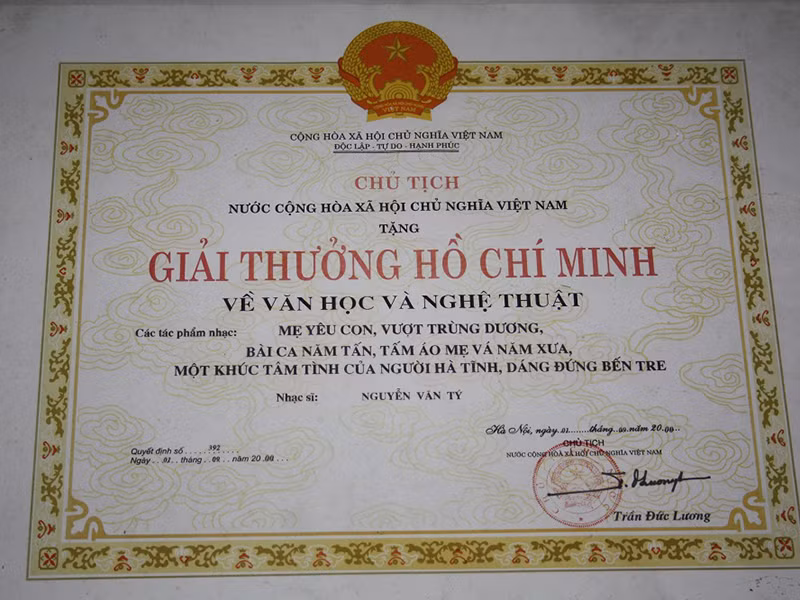 CỘNG HÒA XÃ HỘI CHỦ NGHĨA VIỆT NAM
ĐỘC LẬP - TỰ DO - HẠNH PHÚC
CHỦ TỊCH
NƯỚC CỘNG HÒA XÃ HỘI CHỦ NGHĨA VIỆT NAM
TẶNG
GIẢI THƯỞNG HỒ CHÍ MINH
VỀ VĂN HỌC VÀ NGHỆ THUẬT
Các tác phẩm nhạc: MẸ YÊU CON, VƯỢT TRÙNG DƯƠNG,
BÀI CA NĂM TẤN, TẤM ÁO MẸ VÁ NĂM XƯA,
MỘT KHÚC TÂM TÌNH CỦA NGƯỜI HÀ TĨNH, DÁNG ĐỨNG BẾN TRE
Nhạc sĩ: NGUYỄN VĂN TÝ
Quyết định số.....392.....
Ngày..01..tháng..09...năm 20.00...
Hà Nội, ngày.01........tháng..09.năm 20.00..
CHỦ TỊCH
NƯỚC CỘNG HÒA XÃ HỘI CHỦ NGHĨA VIỆT NAM
Trần Đức Lương